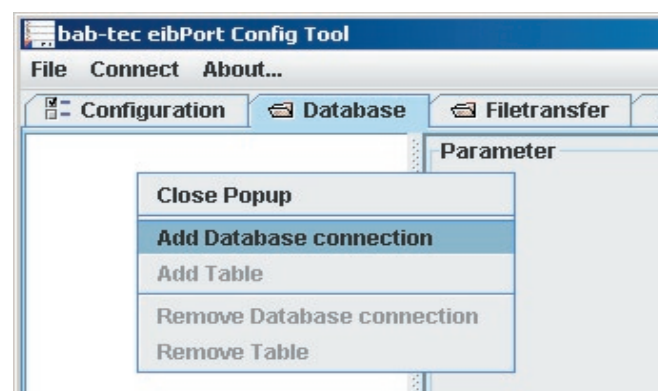 bab-tec eibPort Config Tool
File Connect About...
Configuration Database Filetransfer
Parameter
Close Popup
Add Database connection
Add Table
Remove Database connection
Remove Table